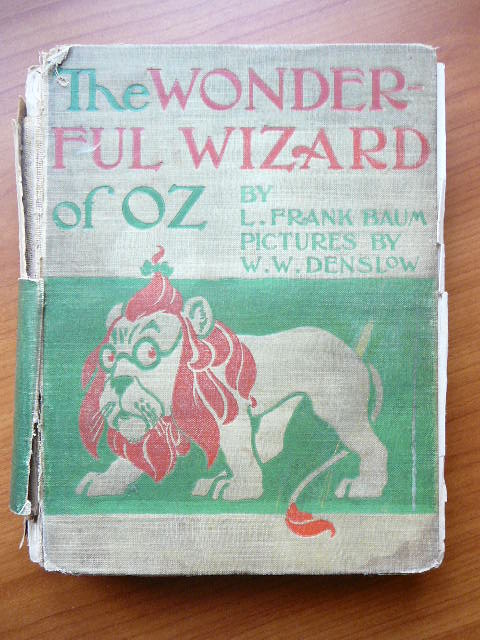 The WONDER-
FUL WIZARD
of OZ
BY
L. FRANK BAUM
PICTURES BY
W. W. DENSLOW